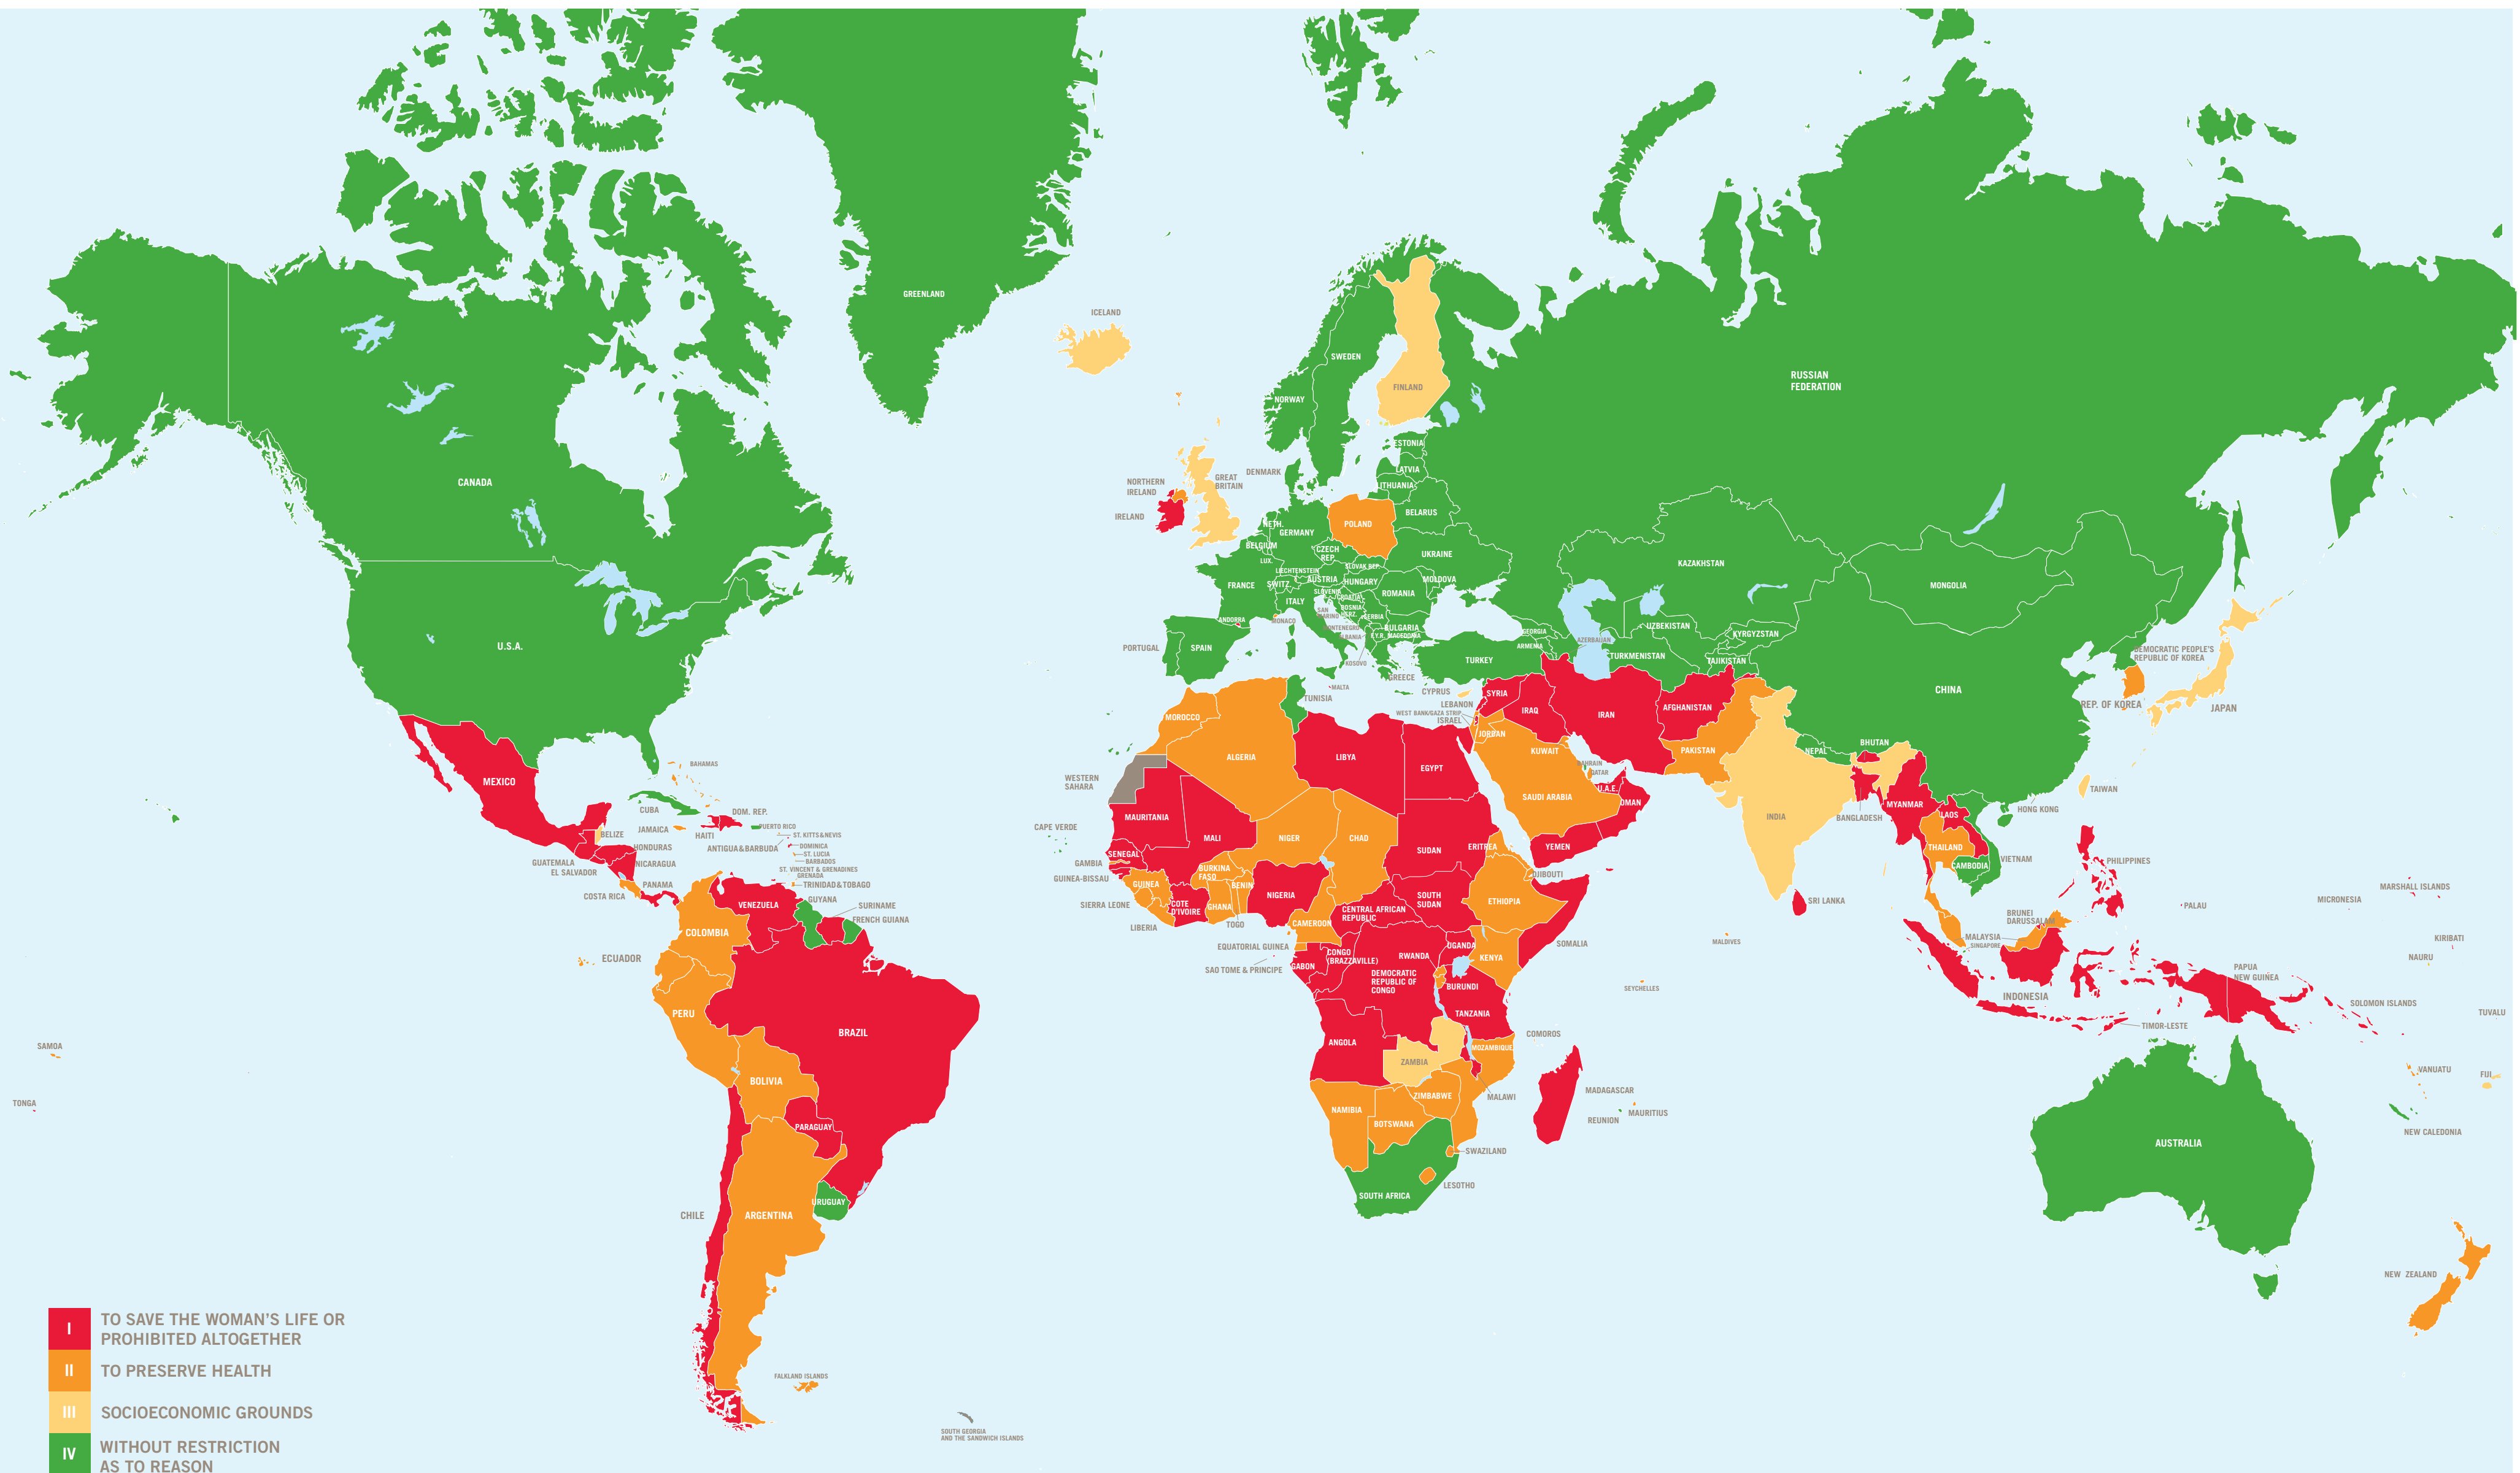 GREENLAND
ICELAND
SWEDEN
FINLAND
NORWAY
RUSSIAN
FEDERATION
ESTONIA
LATVIA
LITHUANIA
DENMARK
GREAT
BRITAIN
NORTHERN
IRELAND
IRELAND
CANADA
BELARUS
POLAND
NETH.
GERMANY
BELGIUM
LUX.
CZECH
REP.
UKRAINE
SLOVAK REP.
LIECHTENSTEIN
AUSTRIA
HUNGARY
MOLDOVA
FRANCE
SWITZ.
SLOVENIA
CROATIA
ROMANIA
ITALY
BOSNIA
HERZ.
SAN
MARINO
SERBIA
MONACO
ANDORRA
MONTENEGRO
BULGARIA
F.Y.R. MACEDONIA
ALBANIA
KOSOVO
PORTUGAL
SPAIN
GREECE
TURKEY
GEORGIA
ARMENIA
AZERBAIJAN
KAZAKHSTAN
MONGOLIA
UZBEKISTAN
KYRGYZSTAN
TURKMENISTAN
TAJIKISTAN
DEMOCRATIC PEOPLE'S
REPUBLIC OF KOREA
CHINA
REP. OF KOREA
JAPAN
U.S.A.
MALTA
TUNISIA
CYPRUS
LEBANON
WEST BANK/GAZA STRIP
ISRAEL
SYRIA
IRAQ
IRAN
AFGHANISTAN
JORDAN
KUWAIT
PAKISTAN
NEPAL
BHUTAN
BAHRAIN
QATAR
U.A.E.
SAUDI ARABIA
OMAN
YEMEN
INDIA
BANGLADESH
MYANMAR
LAOS
THAILAND
CAMBODIA
VIETNAM
HONG KONG
TAIWAN
PHILIPPINES
SRI LANKA
MALDIVES
MEXICO
BAHAMAS
CUBA
DOM. REP.
JAMAICA
HAITI
PUERTO RICO
ST. KITTS & NEVIS
ANTIGUA & BARBUDA
DOMINICA
ST. LUCIA
BARBADOS
ST. VINCENT & GRENADINES
GRENADA
TRINIDAD & TOBAGO
BELIZE
HONDURAS
GUATEMALA
EL SALVADOR
NICARAGUA
COSTA RICA
PANAMA
VENEZUELA
GUYANA
SURINAME
FRENCH GUIANA
COLOMBIA
ECUADOR
PERU
BRAZIL
BOLIVIA
PARAGUAY
CHILE
ARGENTINA
URUGUAY
FALKLAND ISLANDS
SOUTH GEORGIA
AND THE SANDWICH ISLANDS
SAMOA
TONGA
MOROCCO
WESTERN
SAHARA
ALGERIA
LIBYA
EGYPT
CAPE VERDE
MAURITANIA
MALI
NIGER
CHAD
SUDAN
ERITREA
DJIBOUTI
SENEGAL
GAMBIA
GUINEA-BISSAU
GUINEA
SIERRA LEONE
LIBERIA
COTE
D'IVOIRE
BURKINA
FASO
GHANA
TOGO
BENIN
NIGERIA
CAMEROON
EQUATORIAL GUINEA
SAO TOME & PRINCIPE
GABON
CONGO
(BRAZZAVILLE)
CENTRAL AFRICAN
REPUBLIC
SOUTH
SUDAN
ETHIOPIA
SOMALIA
UGANDA
KENYA
RWANDA
BURUNDI
DEMOCRATIC
REPUBLIC OF
CONGO
TANZANIA
ANGOLA
ZAMBIA
MALAWI
MOZAMBIQUE
COMOROS
SEYCHELLES
MADAGASCAR
REUNION
MAURITIUS
ZIMBABWE
NAMIBIA
BOTSWANA
SWAZILAND
LESOTHO
SOUTH AFRICA
BRUNEI
DARUSSALAM
MALAYSIA
SINGAPORE
INDONESIA
TIMOR-LESTE
PALAU
MICRONESIA
MARSHALL ISLANDS
KIRIBATI
NAURU
PAPUA
NEW GUINEA
SOLOMON ISLANDS
TUVALU
VANUATU
FIJI
NEW CALEDONIA
AUSTRALIA
NEW ZEALAND
I
TO SAVE THE WOMAN'S LIFE OR
PROHIBITED ALTOGETHER
II
TO PRESERVE HEALTH
III
SOCIOECONOMIC GROUNDS
IV
WITHOUT RESTRICTION
AS TO REASON